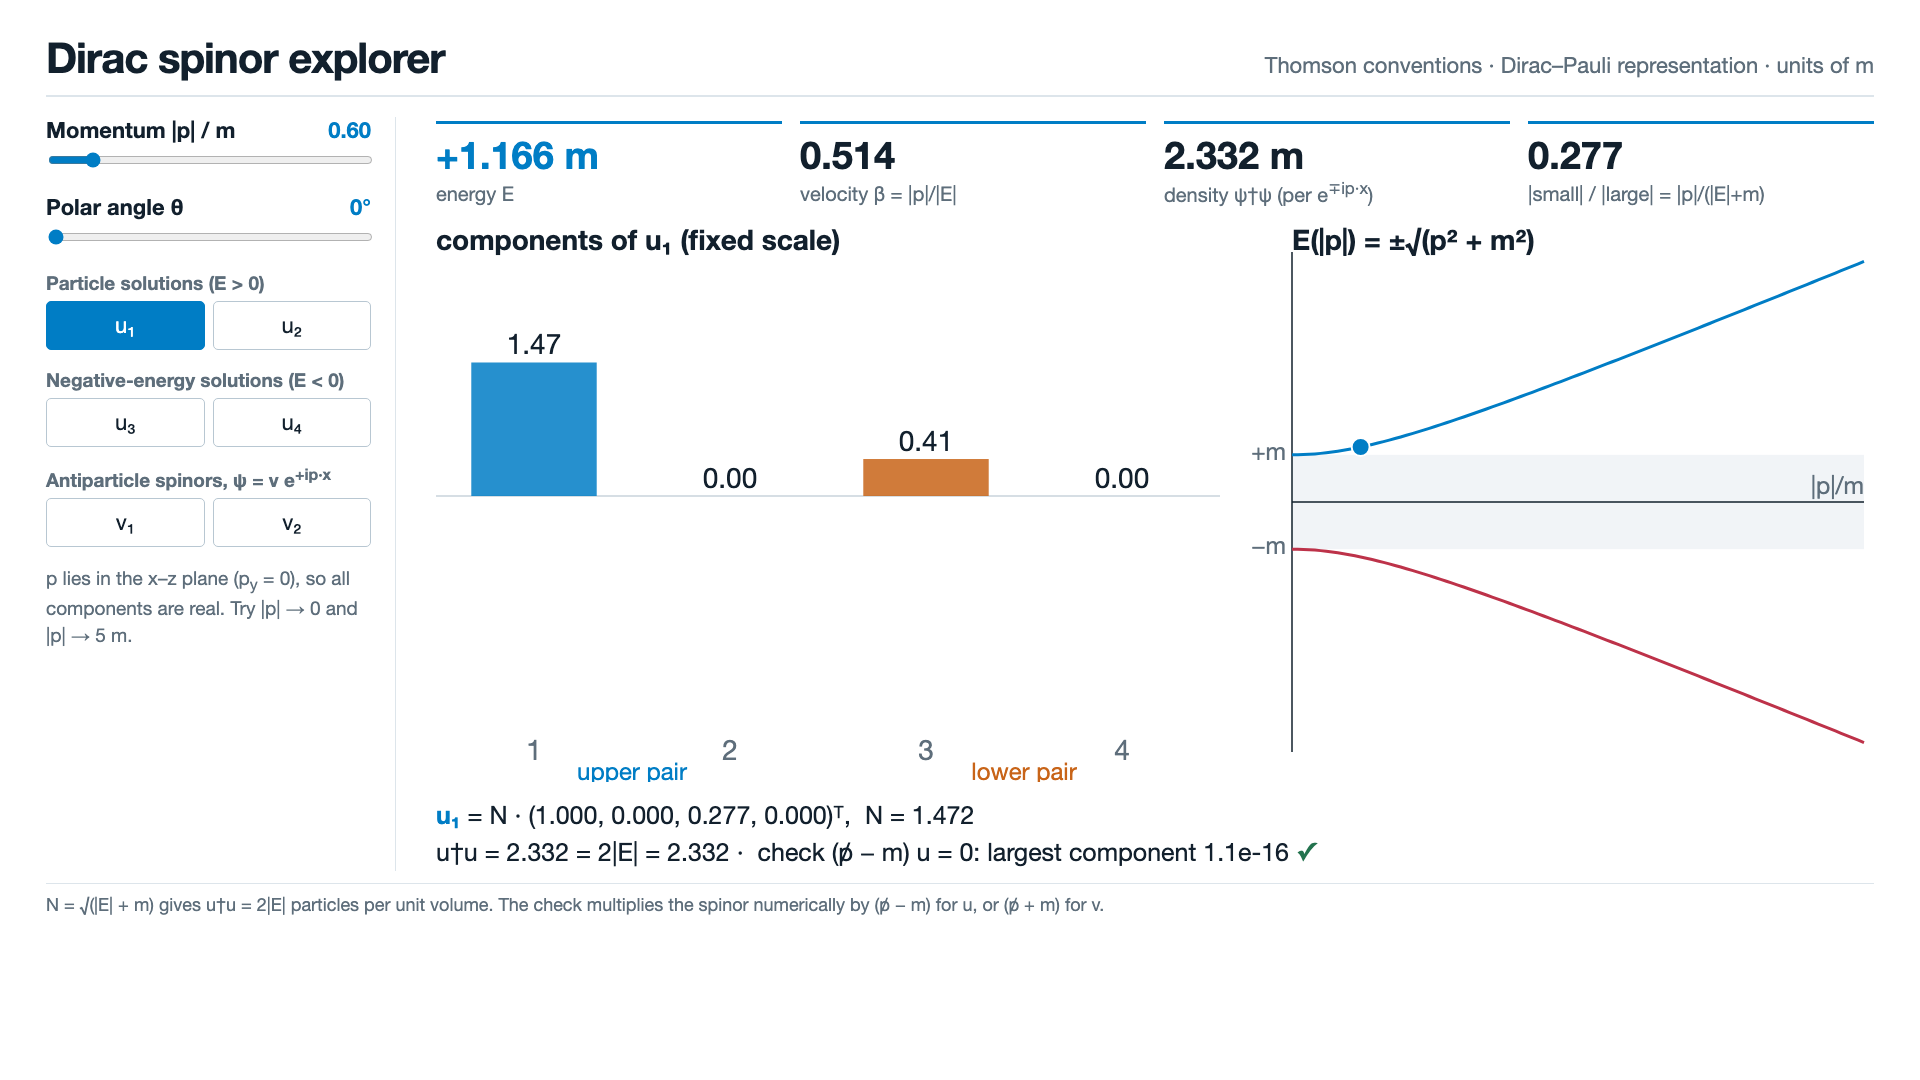 Dirac spinor explorer
Thomson conventions · Dirac–Pauli representation · units of m
Momentum |p| / m 0.60
Polar angle θ 0°
Particle solutions (E > 0)
u₁ u₂
Negative-energy solutions (E < 0)
u₃ u₄
Antiparticle spinors, ψ = v e⁺ⁱᵖ·ˣ
v₁ v₂
p lies in the x–z plane (p_y = 0), so all
components are real. Try |p| → 0 and
|p| → 5 m.
+1.166 m
energy E
0.514
velocity β = |p|/|E|
2.332 m
density ψ†ψ (per e^∓ip·x)
0.277
|small| / |large| = |p|/(|E|+m)
components of u₁ (fixed scale)
1.47
0.00
0.41
0.00
1 2 3 4
upper pair lower pair
E(|p|) = ±√(p² + m²)
+m
|p|/m
−m
u₁ = N · (1.000, 0.000, 0.277, 0.000)ᵀ, N = 1.472
u†u = 2.332 = 2|E| = 2.332 · check (p̸ − m) u = 0: largest component 1.1e-16 ✓
N = √(|E| + m) gives u†u = 2|E| particles per unit volume. The check multiplies the spinor numerically by (p̸ − m) for u, or (p̸ + m) for v.